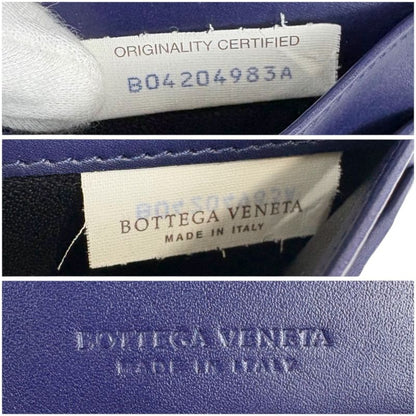 ORIGINALITY CERTIFIED
B04204983A
BOTTEGA VENETA
MADE IN ITALY
BOTTEGA VENETA
MADE IN ITALY